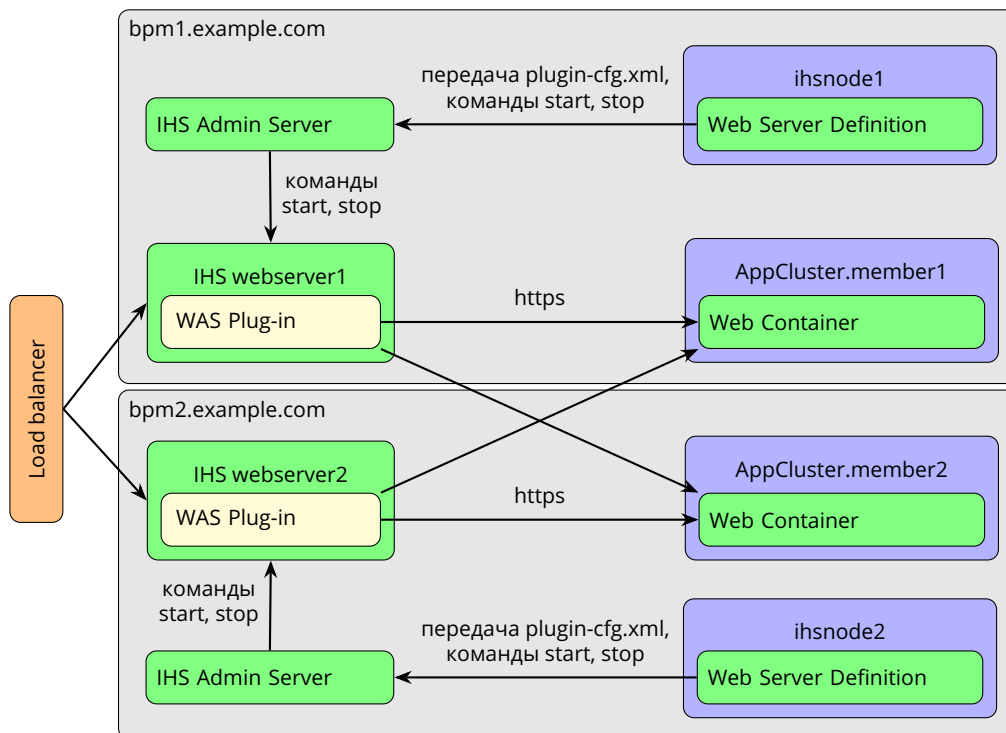 bpm1.example.com
передача plugin-cfg.xml,
команды start, stop
ihsnode1
IHS Admin Server
Web Server Definition
команды
start, stop
IHS webserver1
WAS Plug-in
https
AppCluster.member1
Web Container
Load balancer
bpm2.example.com
IHS webserver2
WAS Plug-in
https
AppCluster.member2
Web Container
команды
start, stop
передача plugin-cfg.xml,
команды start, stop
ihsnode2
IHS Admin Server
Web Server Definition